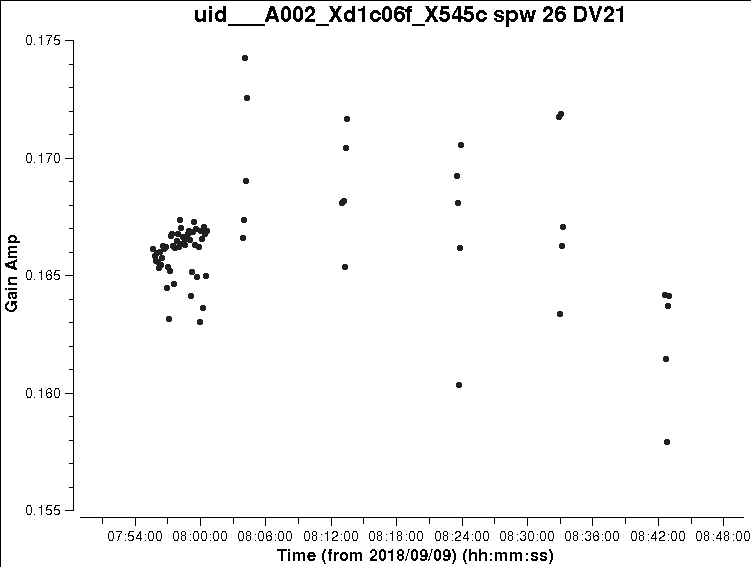 uid___A002_Xd1c06f_X545c spw 26 DV21
0.175
0.170
0.165
0.160
0.155
Gain Amp
07:54:00 08:00:00 08:06:00 08:12:00 08:18:00 08:24:00 08:30:00 08:36:00 08:42:00 08:48:00
Time (from 2018/09/09) (hh:mm:ss)